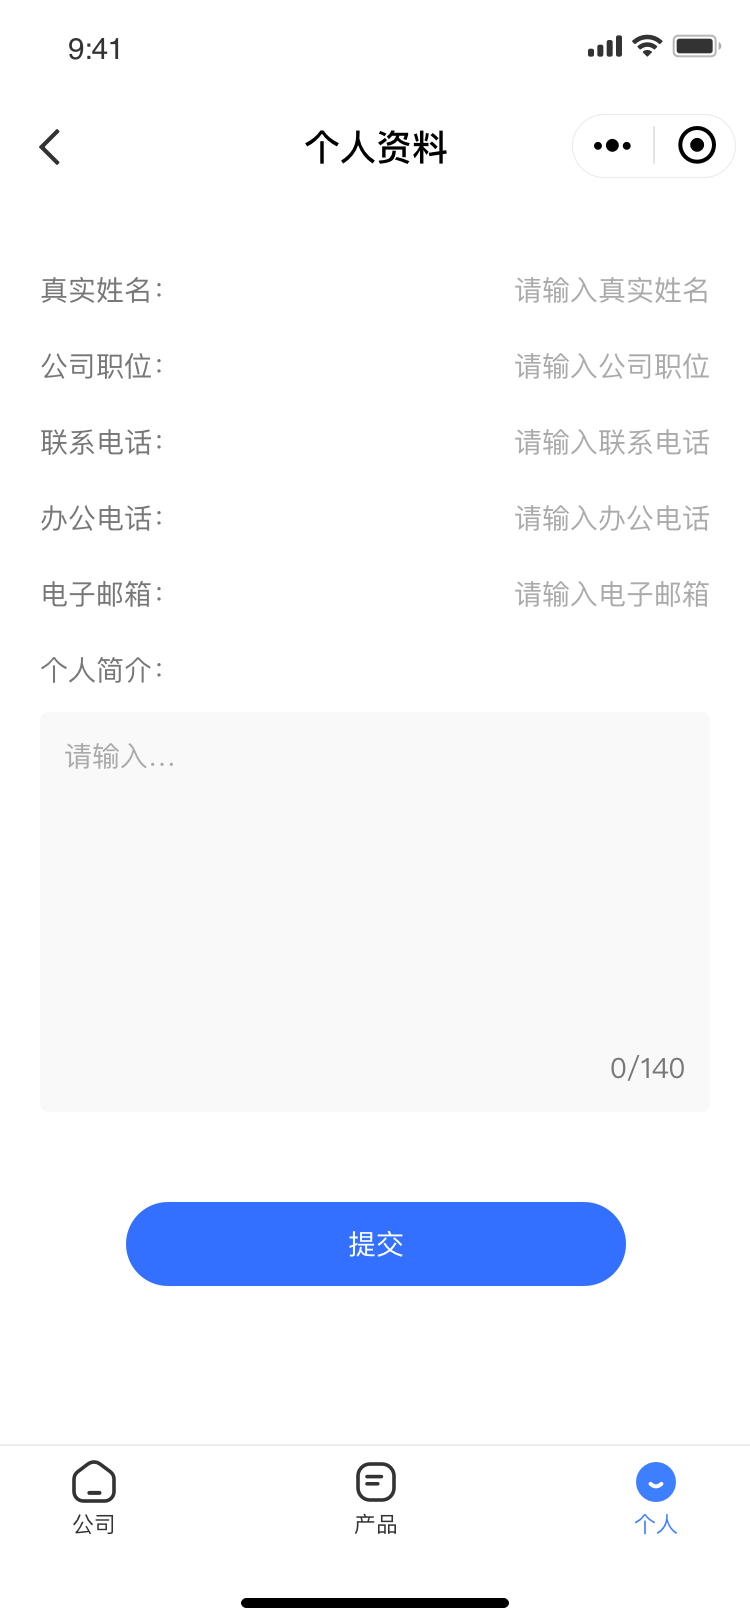 9:41
个人资料
真实姓名： 请输入真实姓名
公司职位： 请输入公司职位
联系电话： 请输入联系电话
办公电话： 请输入办公电话
电子邮箱： 请输入电子邮箱
个人简介：
请输入...
0/140
提交
公司 产品 个人